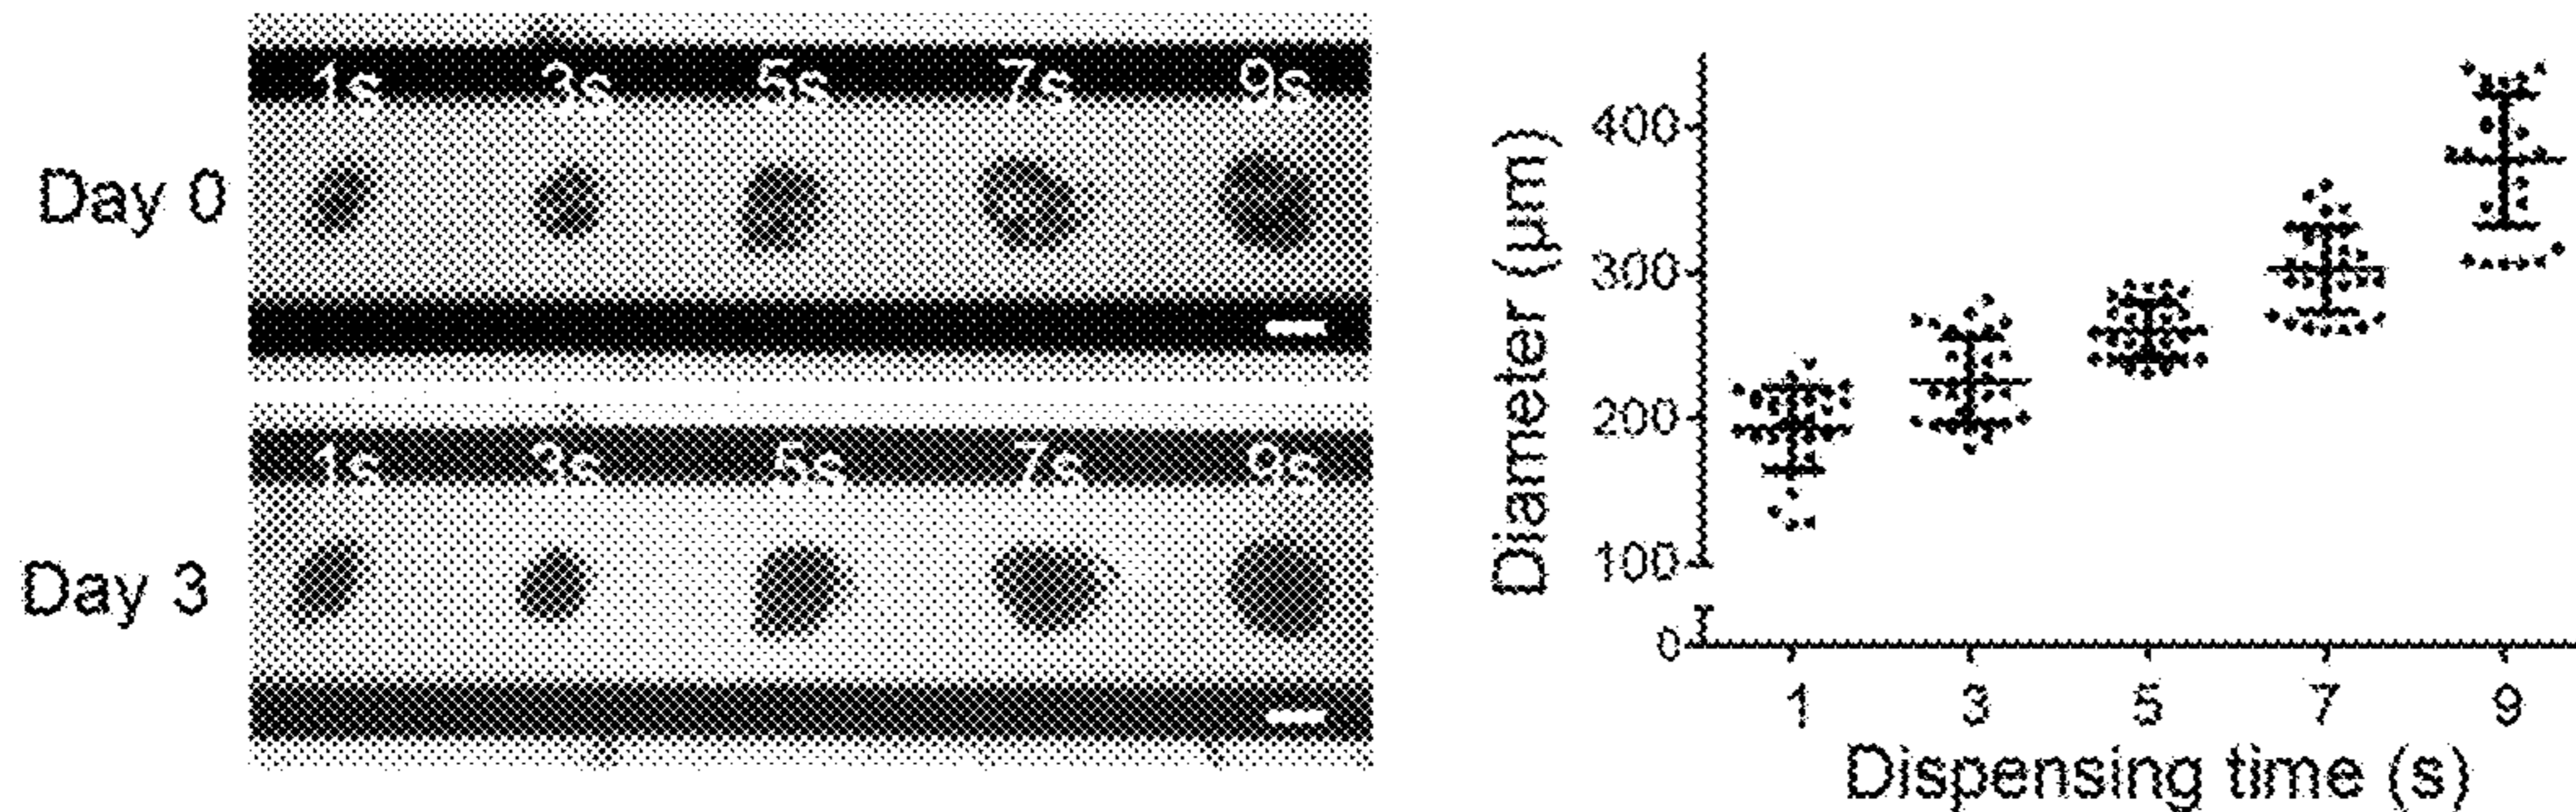 1s 3s 5s 7s 9s
Day 0
1s 3s 5s 7s 9s
Day 3
Diameter (µm)
400
300
200
100
0
1 3 5 7 9
Dispensing time (s)